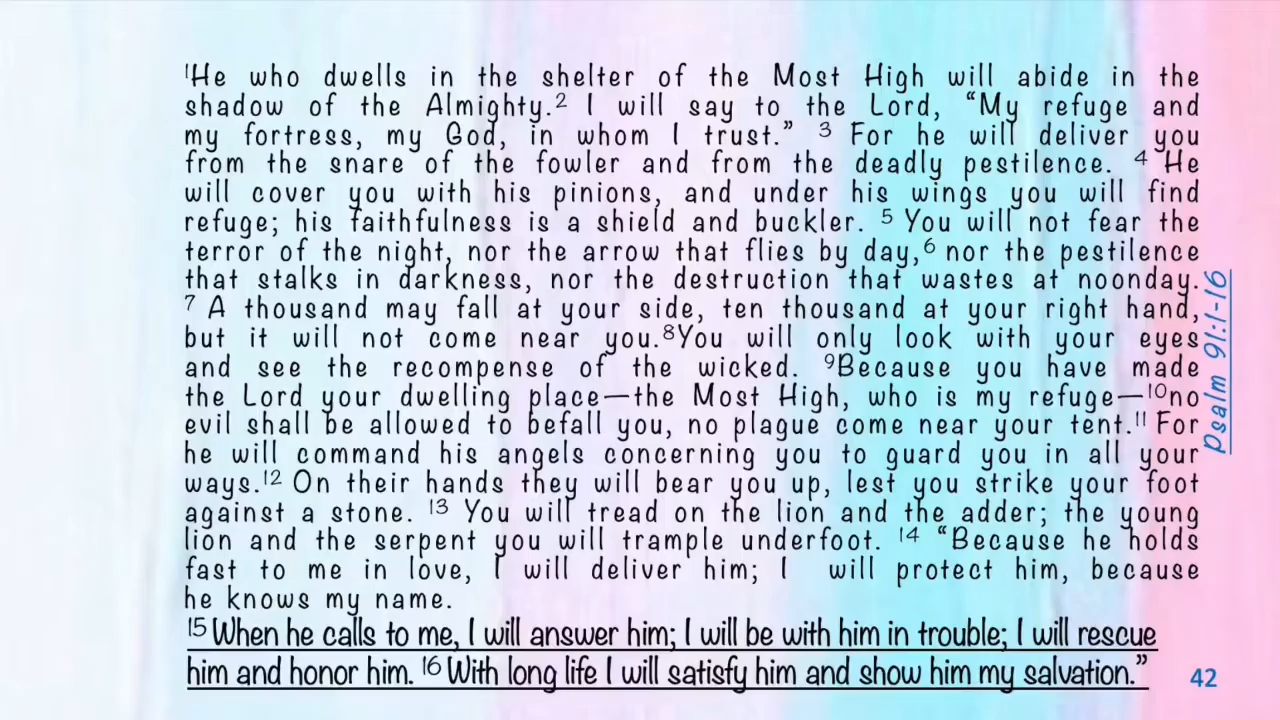 ¹He who dwells in the shelter of the Most High will abide in the
shadow of the Almighty.² I will say to the Lord, “My refuge and
my fortress, my God, in whom I trust.” ³ For he will deliver you
from the snare of the fowler and from the deadly pestilence. ⁴ He
will cover you with his pinions, and under his wings you will find
refuge; his faithfulness is a shield and buckler. ⁵ You will not fear the
terror of the night, nor the arrow that flies by day,⁶ nor the pestilence
that stalks in darkness, nor the destruction that wastes at noonday.
⁷ A thousand may fall at your side, ten thousand at your right hand,
but it will not come near you.⁸You will only look with your eyes
and see the recompense of the wicked. ⁹Because you have made
the Lord your dwelling place—the Most High, who is my refuge—¹⁰no
evil shall be allowed to befall you, no plague come near your tent.¹¹ For
he will command his angels concerning you to guard you in all your
ways.¹² On their hands they will bear you up, lest you strike your foot
against a stone. ¹³ You will tread on the lion and the adder; the young
lion and the serpent you will trample underfoot. ¹⁴ “Because he holds
fast to me in love, I will deliver him; I will protect him, because
he knows my name.
¹⁵ When he calls to me, I will answer him; I will be with him in trouble; I will rescue
him and honor him. ¹⁶ With long life I will satisfy him and show him my salvation.”
Psalm 91:1-16
42